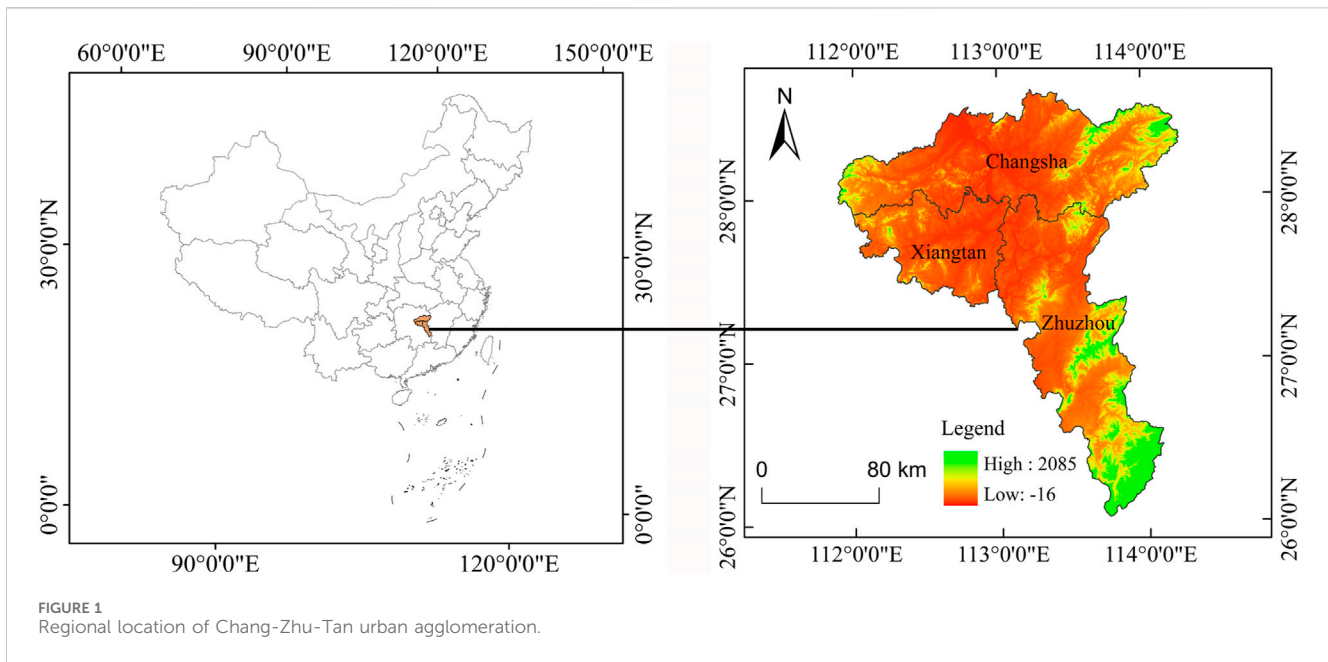 60°0'0"E 90°0'0"E 120°0'0"E 150°0'0"E
30°0'0"N
0°0'0"
30°0'0"N
0°0'0"
90°0'0"E 120°0'0"E
112°0'0"E 113°0'0"E 114°0'0"E
28°0'0"N
27°0'0"N
26°0'0"N
N
Changsha
Xiangtan
Zhuzhou
Legend
High : 2085
Low: -16
0 80 km
28°0'0"N
27°0'0"N
26°0'0"N
112°0'0"E 113°0'0"E 114°0'0"E
FIGURE 1
Regional location of Chang-Zhu-Tan urban agglomeration.